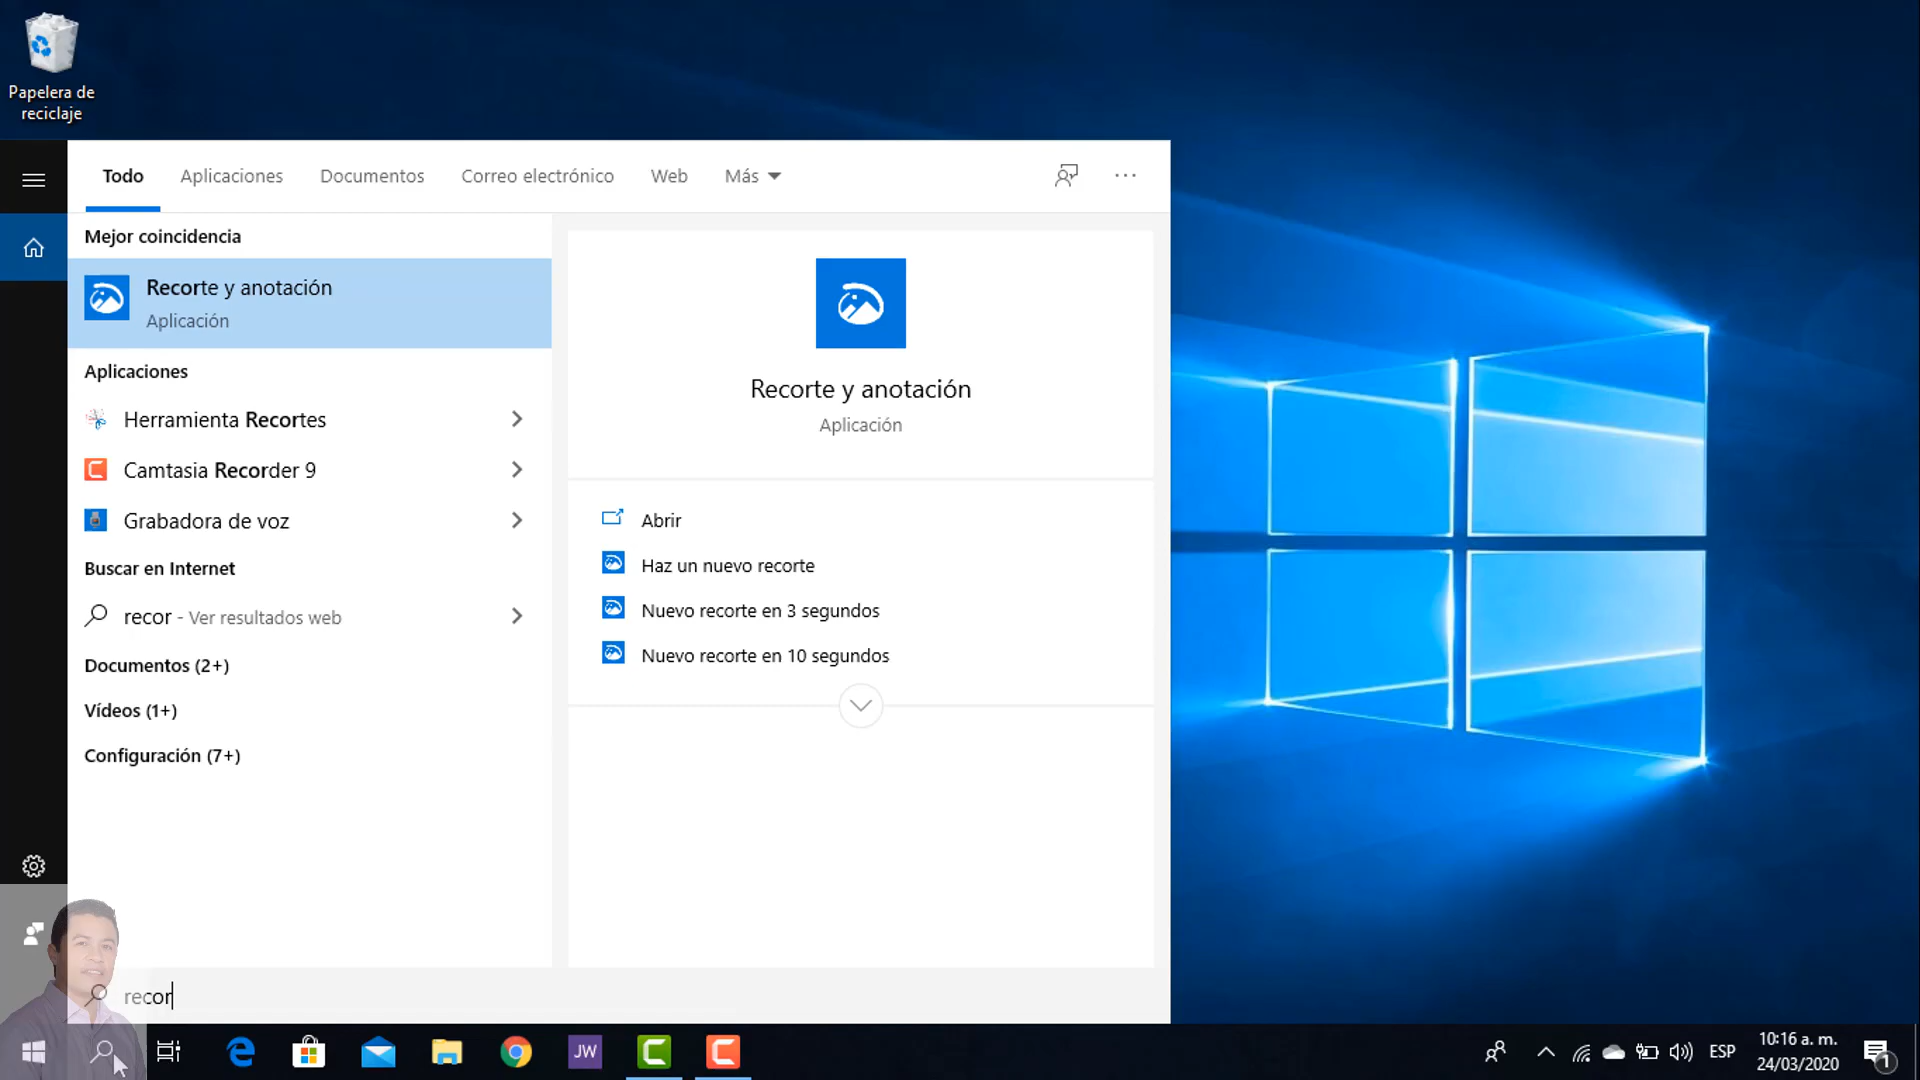 Papelera de
reciclaje
Todo
Aplicaciones
Documentos
Correo electrónico
Web
Más
Mejor coincidencia
Recorte y anotación
Aplicación
Aplicaciones
Herramienta Recortes
Camtasia Recorder 9
Grabadora de voz
Buscar en Internet
recor - Ver resultados web
Documentos (2+)
Vídeos (1+)
Configuración (7+)
Recorte y anotación
Aplicación
Abrir
Haz un nuevo recorte
Nuevo recorte en 3 segundos
Nuevo recorte en 10 segundos
recor
JW
ESP
10:16 a. m.
24/03/2020
1